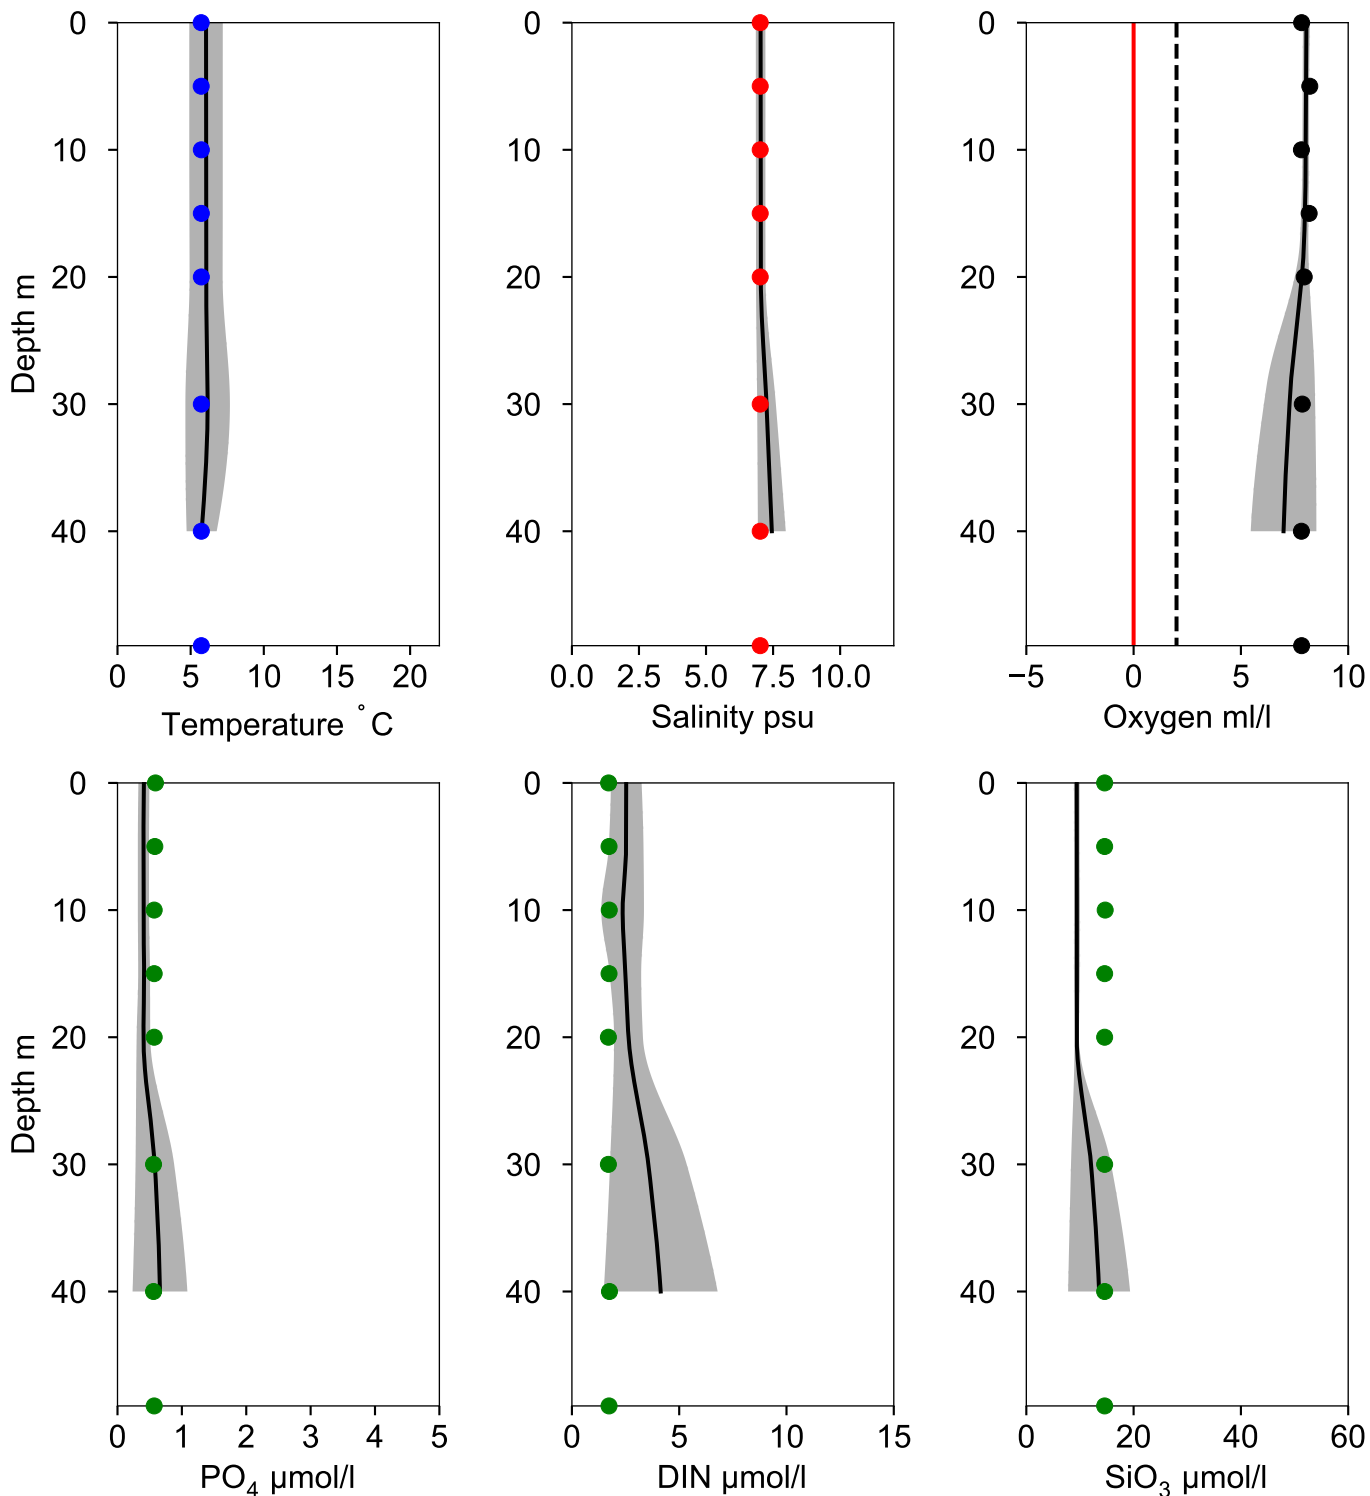 0
10
20
30
40
Depth m
0 5 10 15 20
Temperature °C
0
10
20
30
40
0.0 2.5 5.0 7.5 10.0
Salinity psu
0
10
20
30
40
−5 0 5 10
Oxygen ml/l
0
10
20
30
40
Depth m
0 1 2 3 4 5
PO₄ µmol/l
0
10
20
30
40
0 5 10 15
DIN µmol/l
0
10
20
30
40
0 20 40 60
SiO₃ µmol/l